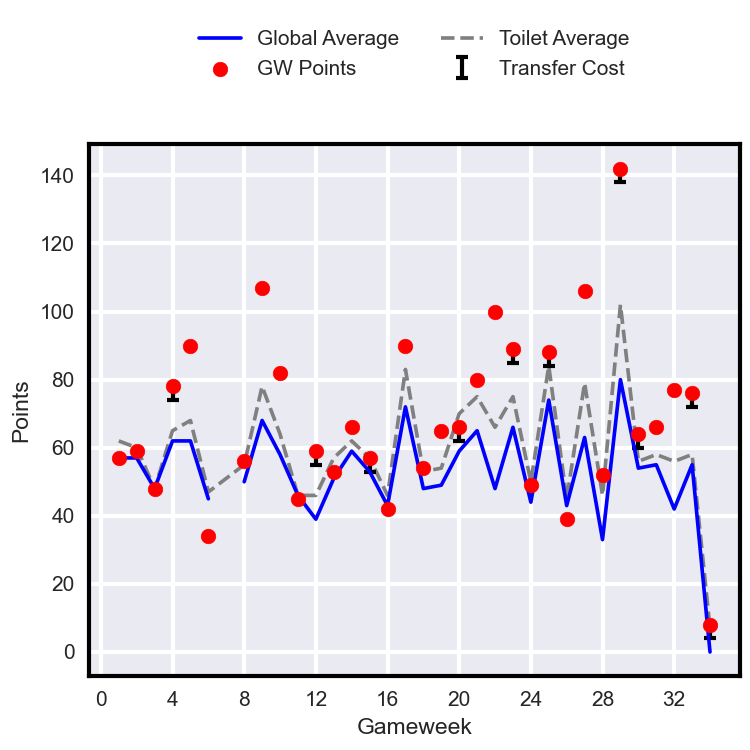 Global Average
Toilet Average
GW Points
Transfer Cost
140
120
100
80
60
40
20
0
Points
0 4 8 12 16 20 24 28 32
Gameweek